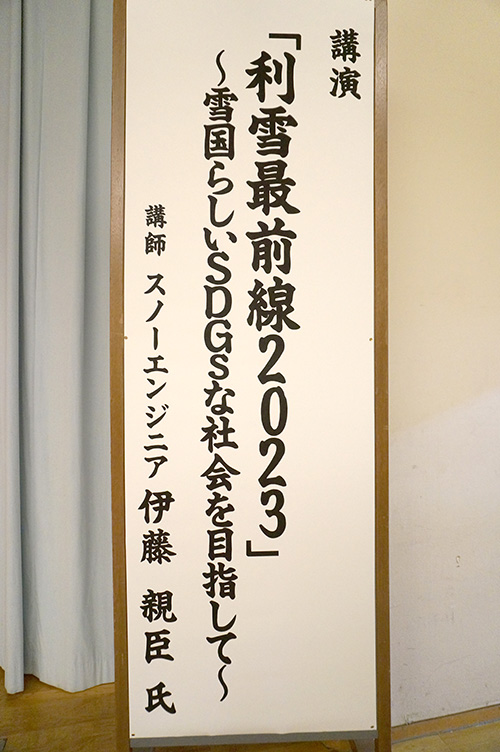 講演
「利雪最前線2023」
～雪国らしいSDGsな社会を目指して～
講師 スノーエンジニア 伊藤 親臣 氏